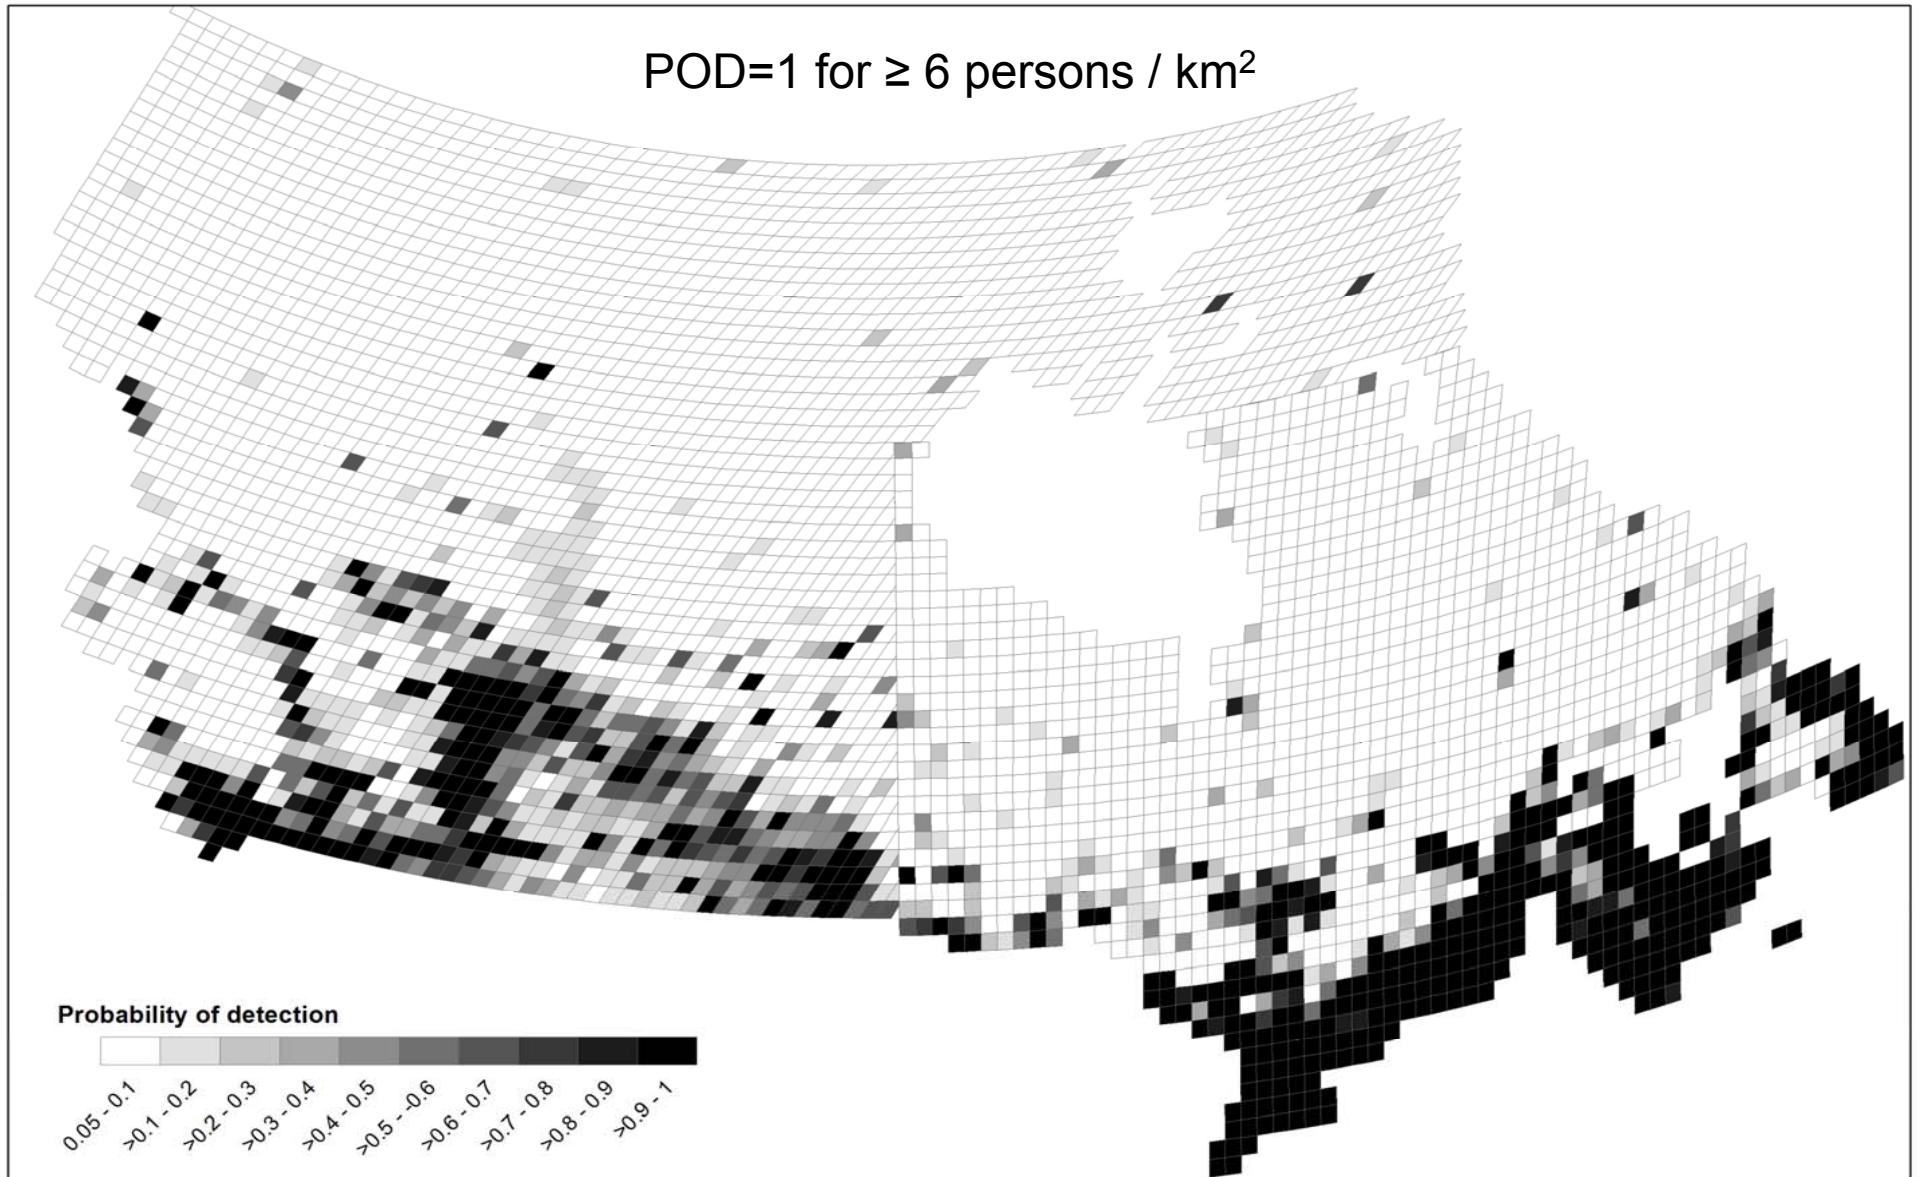 POD=1 for ≥ 6 persons / km²
Probability of detection
0.05 - 0.1
>0.1 - 0.2
>0.2 - 0.3
>0.3 - 0.4
>0.4 - 0.5
>0.5 - -0.6
>0.6 - 0.7
>0.7 - 0.8
>0.8 - 0.9
>0.9 - 1